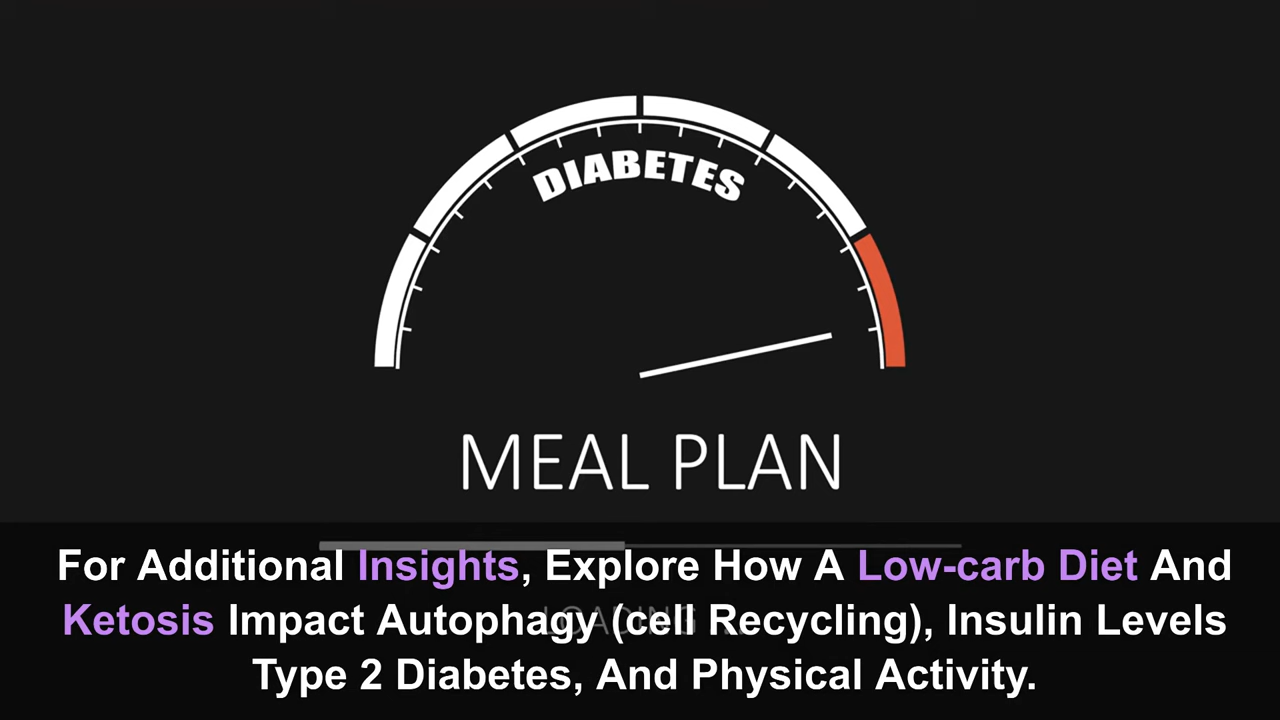 DIABETES
MEAL PLAN
For Additional Insights, Explore How A Low-carb Diet And
Ketosis Impact Autophagy (cell Recycling), Insulin Levels
Type 2 Diabetes, And Physical Activity.
LOADING